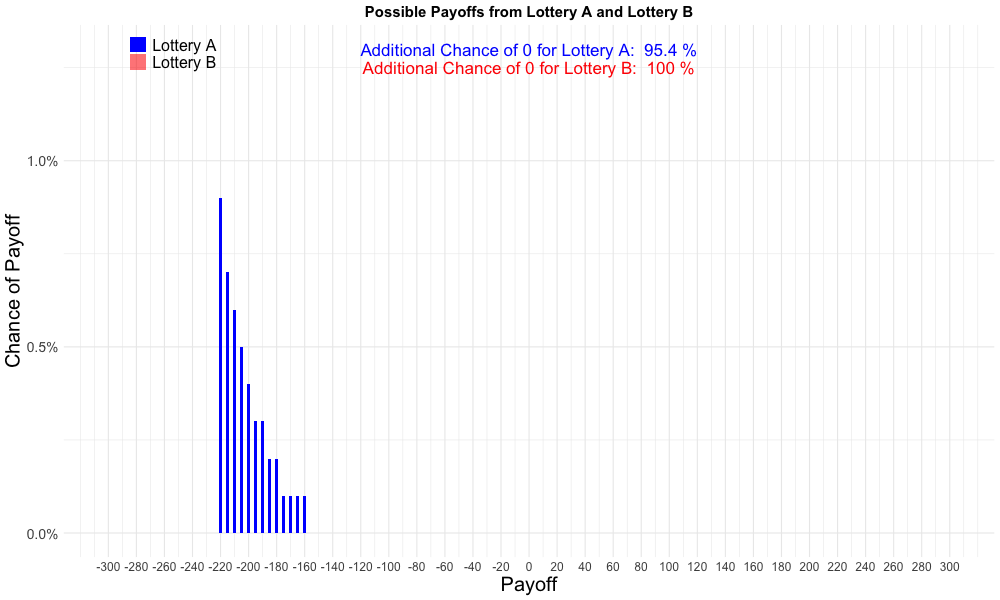 Possible Payoffs from Lottery A and Lottery B
Lottery A
Lottery B
Additional Chance of 0 for Lottery A:  95.4 %
Additional Chance of 0 for Lottery B:  100 %
Chance of Payoff
1.0%
0.5%
0.0%
-300 -280 -260 -240 -220 -200 -180 -160 -140 -120 -100 -80 -60 -40 -20 0 20 40 60 80 100 120 140 160 180 200 220 240 260 280 300
Payoff